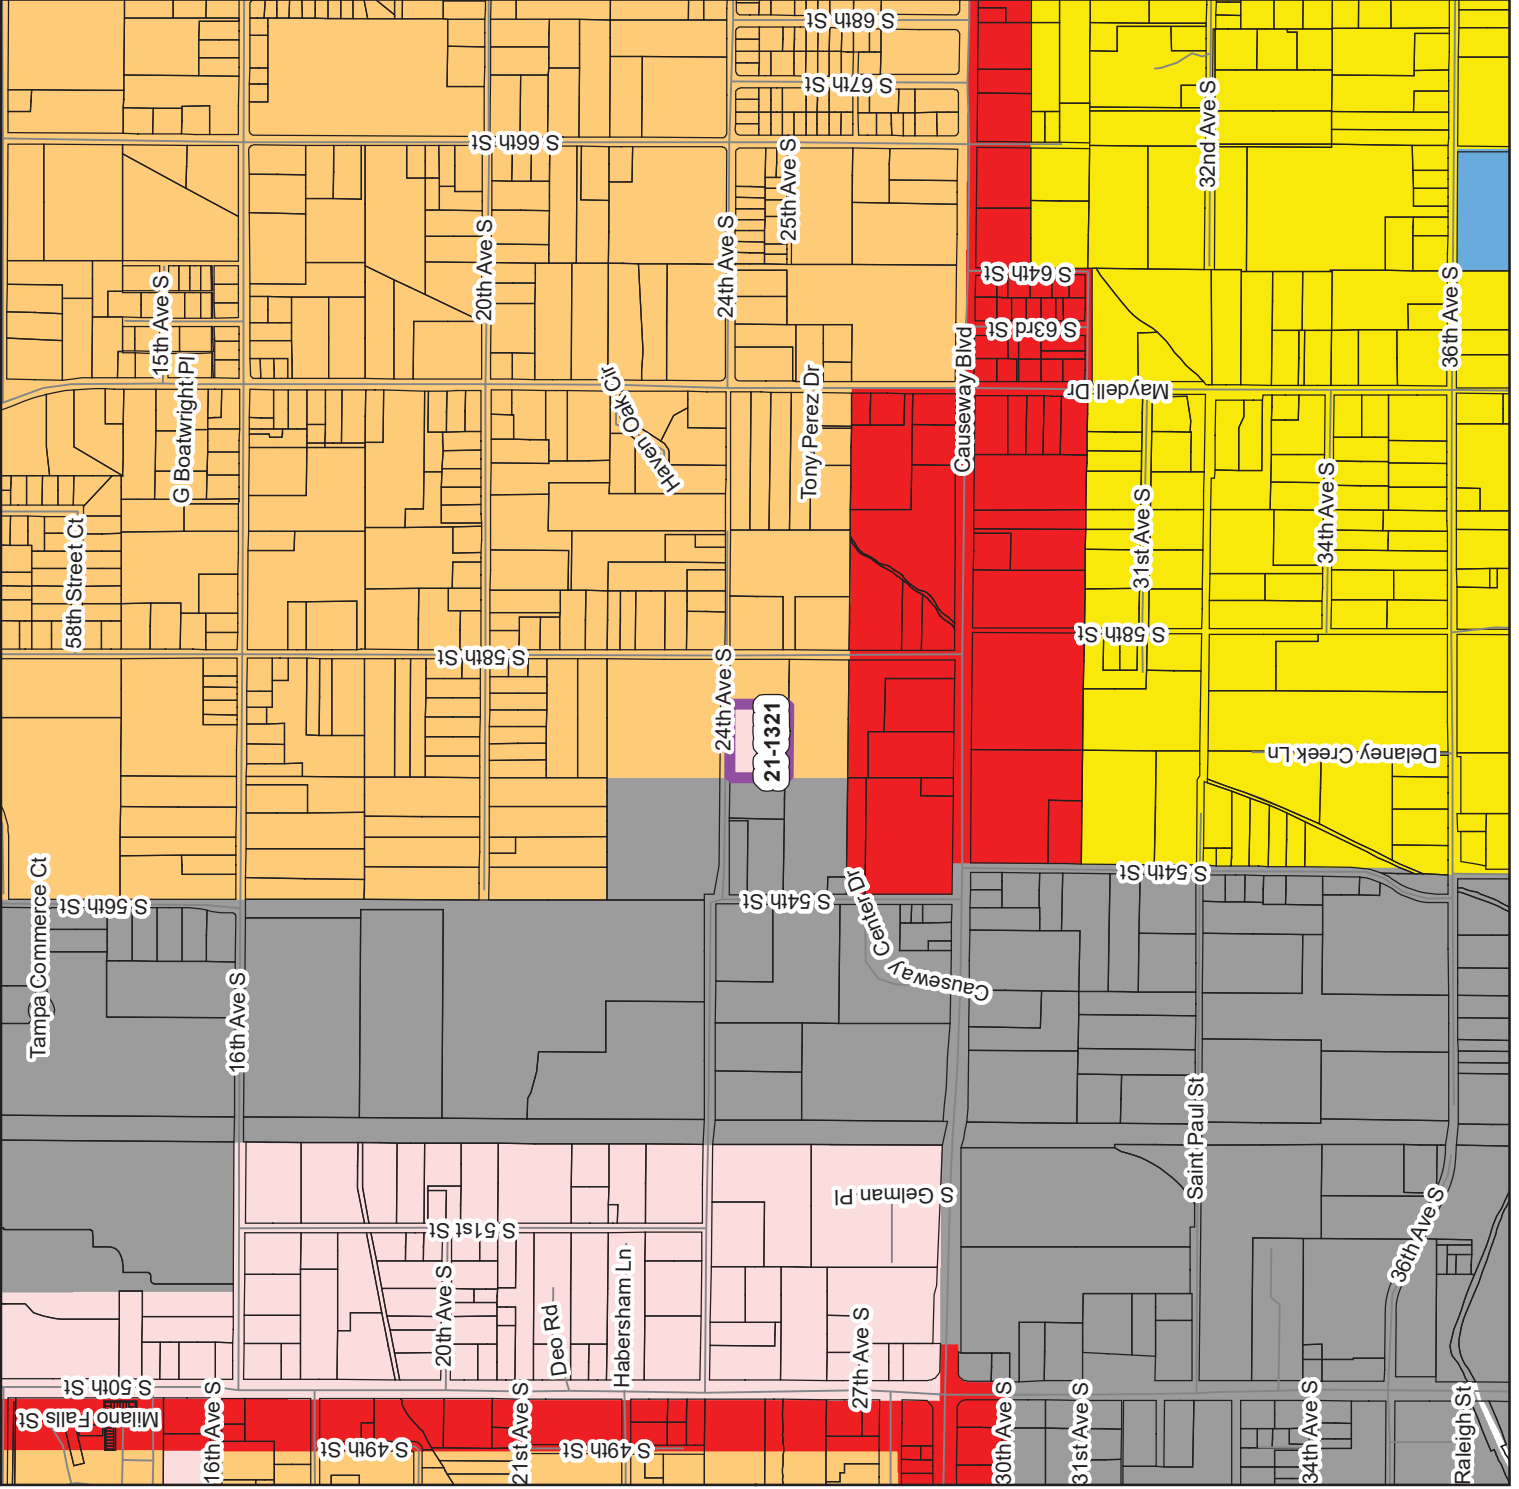 S 68th St
S 67th St
S 66th St
25th Ave S
32nd Ave S
20th Ave S
24th Ave S
15th Ave S
S 64th St
S 63rd St
36th Ave S
G Boatwright Pl
Haven Oak Cir
Tony Perez Dr
Causeway Blvd
Maydell Dr
58th Street Ct
31st Ave S
34th Ave S
S 58th St
S 58th St
24th Ave S
21-1321
Delaney Creek Ln
Tampa Commerce Ct
S 56th St
S 54th St
S 54th St
Causeway Center Dr
16th Ave S
Saint Paul St
S Gelman Pl
S 51st St
36th Ave S
20th Ave S
Deo Rd
Habersham Ln
27th Ave S
S 50th St
Milano Falls St
16th Ave S
S 49th St
21st Ave S
S 49th St
30th Ave S
31st Ave S
34th Ave S
Raleigh St